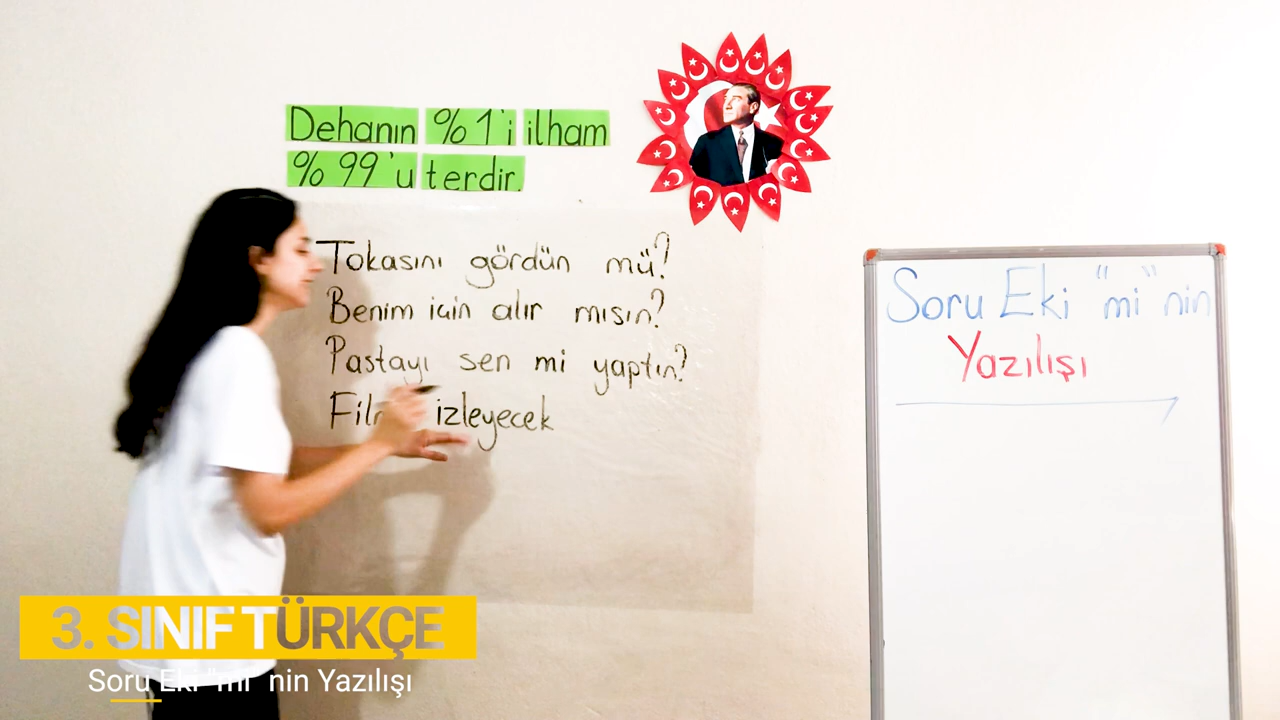 Dehanın %1'i ilham
%99'u terdir.
Tokasını gördün mü?
Benim için alır mısın?
Pastayı sen mi yaptın?
izleyecek
Soru Eki "mi" nin
Yazılışı
3. SINIF TÜRKÇE
Soru Eki "mi" nin Yazılışı